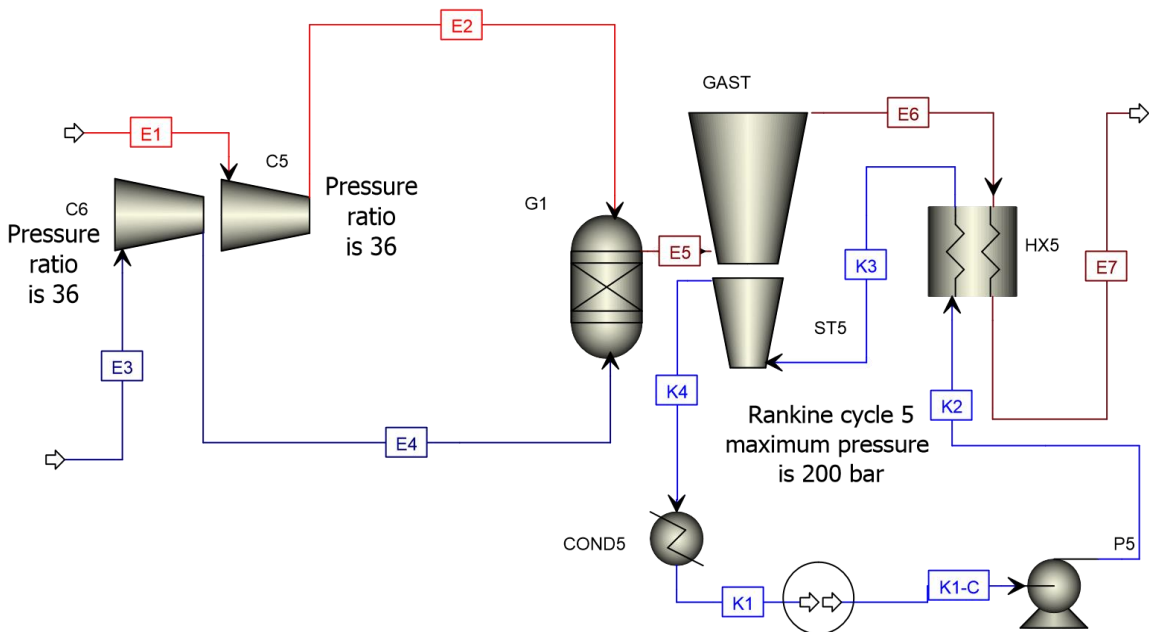 E2
GAST
E6
E1
C5
C6
Pressure
ratio
is 36
Pressure
ratio
is 36
G1
E5
K3
HX5
E7
ST5
E3
K4
K2
Rankine cycle 5
maximum pressure
is 200 bar
E4
COND5
P5
K1
K1-C